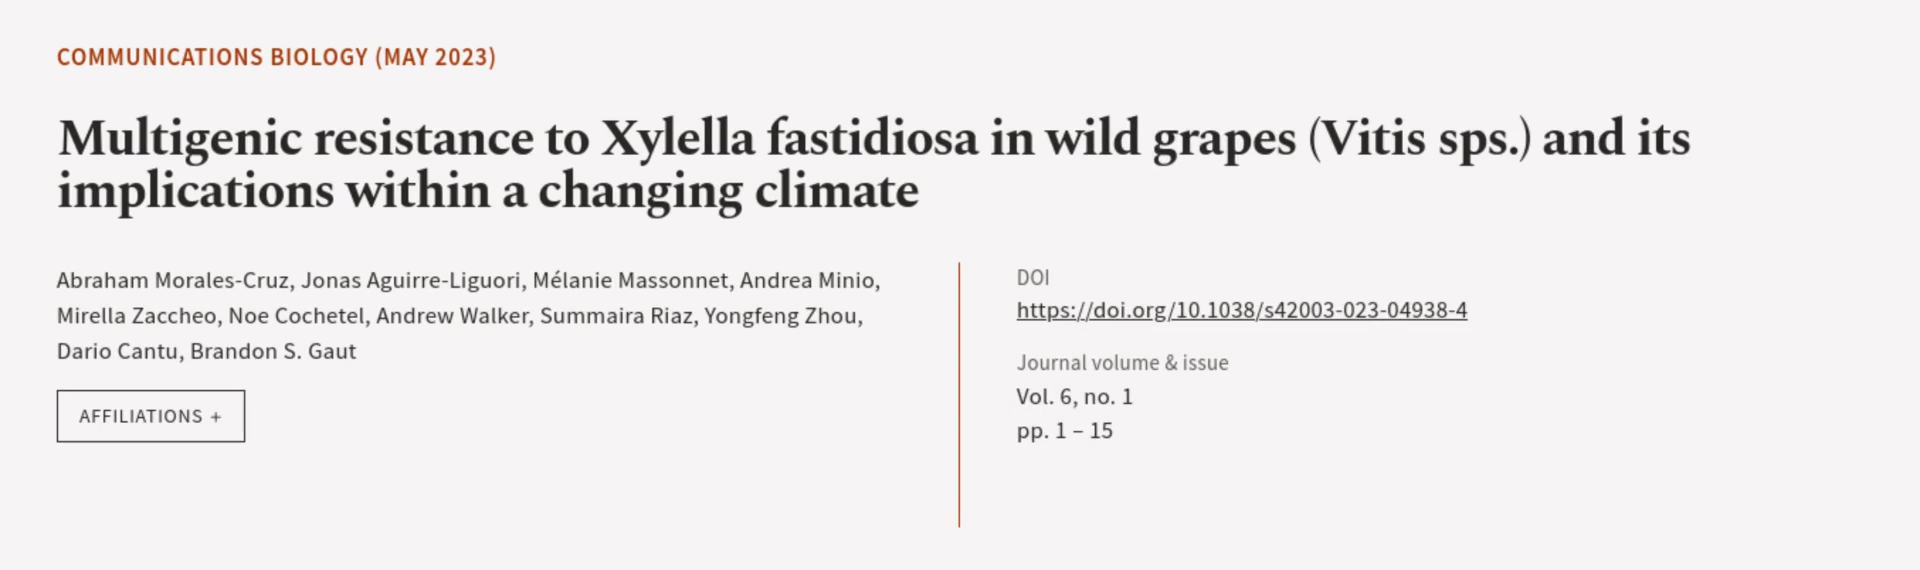 COMMUNICATIONS BIOLOGY (MAY 2023)
Multigenic resistance to Xylella fastidiosa in wild grapes (Vitis sps.) and its
implications within a changing climate
Abraham Morales-Cruz, Jonas Aguirre-Liguori, Mélanie Massonnet, Andrea Minio,
Mirella Zaccheo, Noe Cochetel, Andrew Walker, Summaira Riaz, Yongfeng Zhou,
Dario Cantu, Brandon S. Gaut
AFFILIATIONS +
DOI
https://doi.org/10.1038/s42003-023-04938-4
Journal volume & issue
Vol. 6, no. 1
pp. 1 – 15